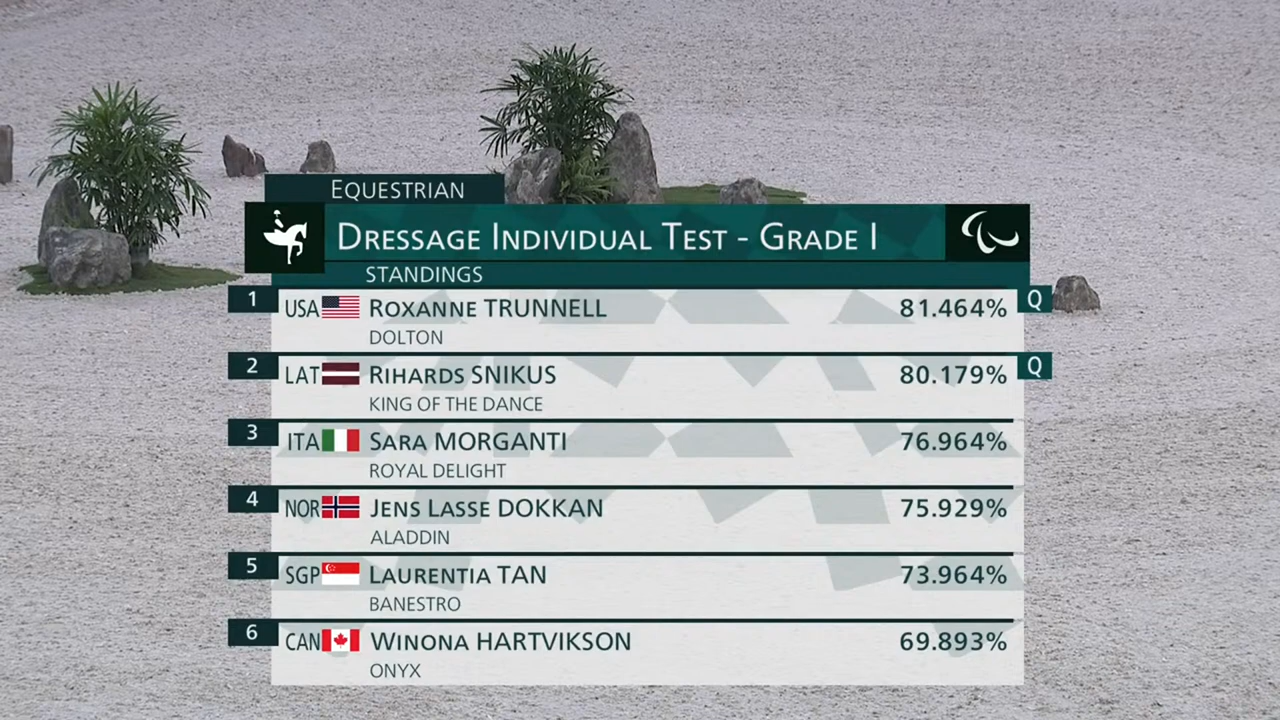 EQUESTRIAN
DRESSAGE INDIVIDUAL TEST - GRADE I
STANDINGS
1 USA ROXANNE TRUNNELL 81.464% Q
DOLTON
2 LAT RIHARDS SNIKUS 80.179% Q
KING OF THE DANCE
3 ITA SARA MORGANTI 76.964%
ROYAL DELIGHT
4 NOR JENS LASSE DOKKAN 75.929%
ALADDIN
5 SGP LAURENTIA TAN 73.964%
BANESTRO
6 CAN WINONA HARTVIKSON 69.893%
ONYX